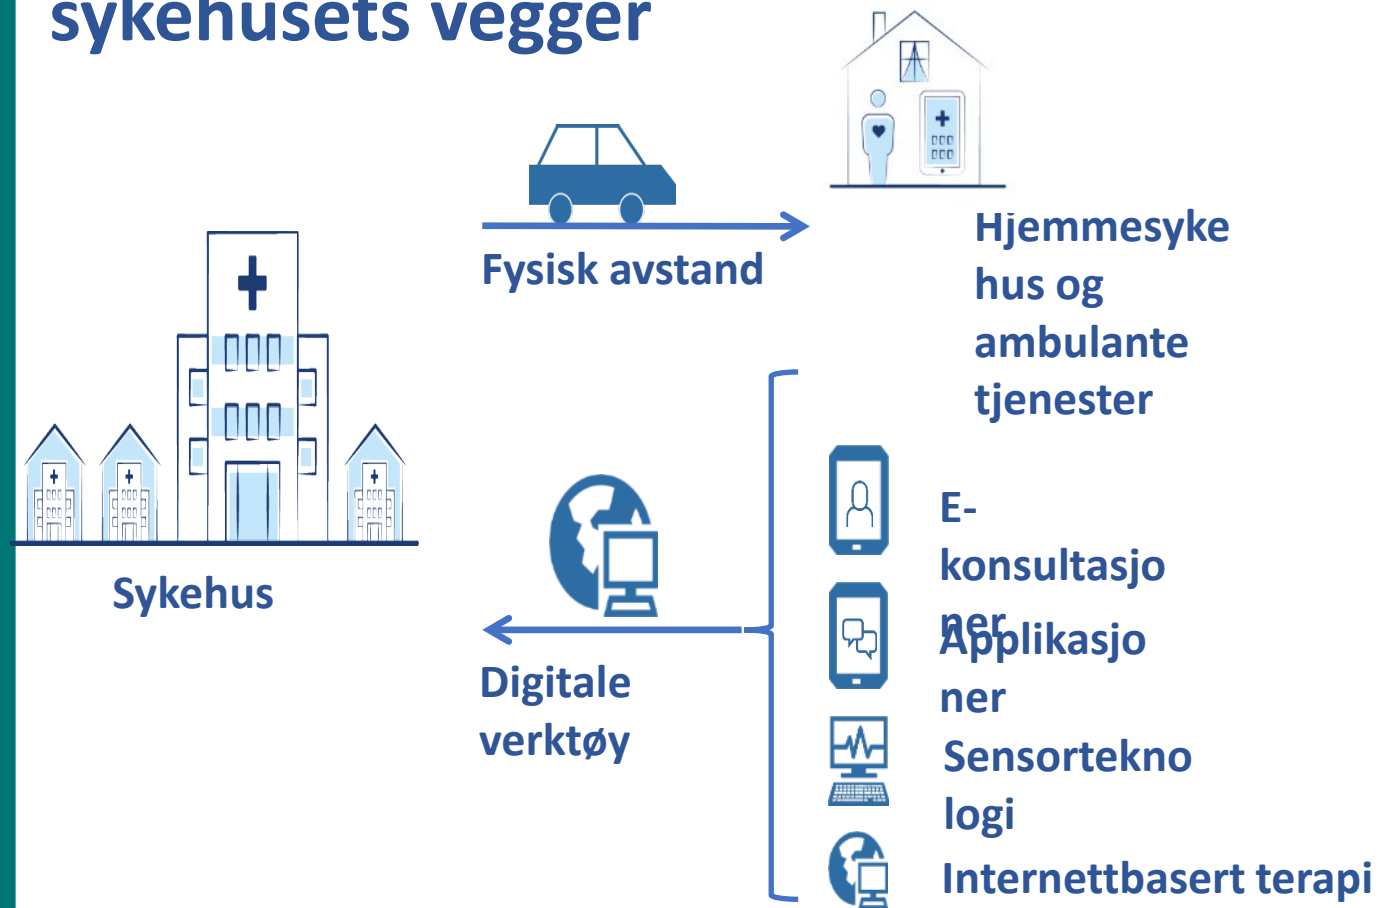 sykehusets vegger
Fysisk avstand
Hjemmesyke
hus og
ambulante
tjenester
Sykehus
Digitale
verktøy
E-
konsultasjo
ner
Applikasjo
ner
Sensortekno
logi
Internettbasert terapi